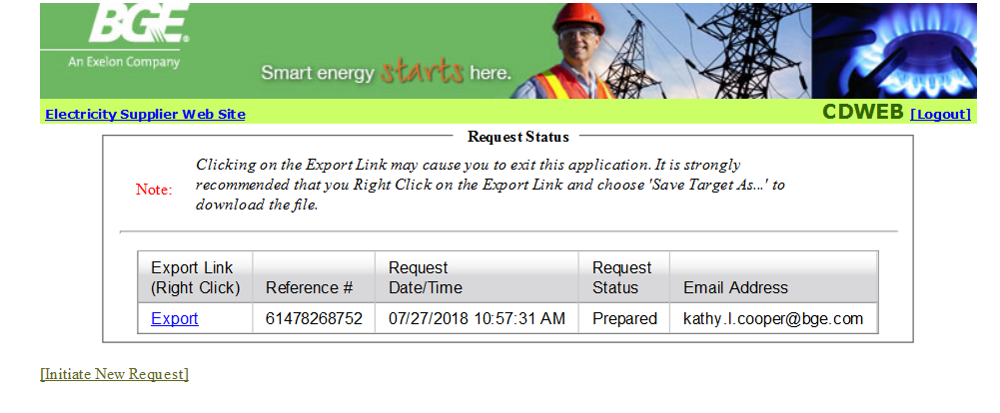 BGE.
An Exelon Company
Smart energy starts here.
Electricity Supplier Web Site
CDWEB [Logout]
Request Status
Note:
Clicking on the Export Link may cause you to exit this application. It is strongly
recommended that you Right Click on the Export Link and choose 'Save Target As...' to
download the file.
Export Link
(Right Click)
Reference #
Request
Date/Time
Request
Status
Email Address
Export 61478268752 07/27/2018 10:57:31 AM Prepared kathy.l.cooper@bge.com
[Initiate New Request]